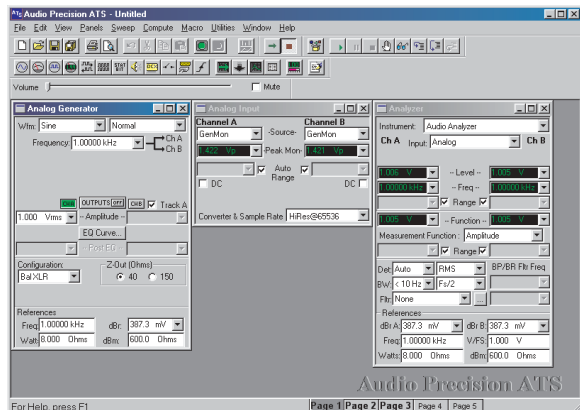 Audio Precision ATS - Untitled
File Edit View Panels Sweep Compute Macro Utilities Window Help
Volume Mute
Analog Generator
Wfm: Sine Normal
Frequency: 1.00000 kHz Ch A
Ch B
CHA OUTPUTS OFF CHB Track A
1.000 Vrms -- Amplitude --
EQ Curve...
-- Post EQ --
Configuration: Z-Out (Ohms)
Bal XLR 40 150
References
Freq: 1.00000 kHz dBr: 387.3 mV
Watts: 8.000 Ohms dBm: 600.0 Ohms
Analog Input
Channel A Channel B
GenMon -Source- GenMon
1.422 Vp -Peak Mon- 1.421 Vp
Auto
Range
DC DC
Converter & Sample Rate HiRes@65536
Analyzer
Instrument: Audio Analyzer
Ch A Input: Analog Ch B
1.006 V -- Level -- 1.005 V
1.00000 kHz -- Freq -- 1.00000 kHz
Range
1.005 V -- Function -- 1.005 V
Measurement Function: Amplitude
Range
Det: Auto RMS BP/BR Fltr Freq
BW: < 10 Hz Fs/2
Fltr: None ...
References
dBr A: 387.3 mV dBr B: 387.3 mV
Freq: 1.00000 kHz V/FS: 1.000 V
Watts: 8.000 Ohms dBm: 600.0 Ohms
Audio Precision ATS
For Help, press F1
Page 1 Page 2 Page 3 Page 4 Page 5